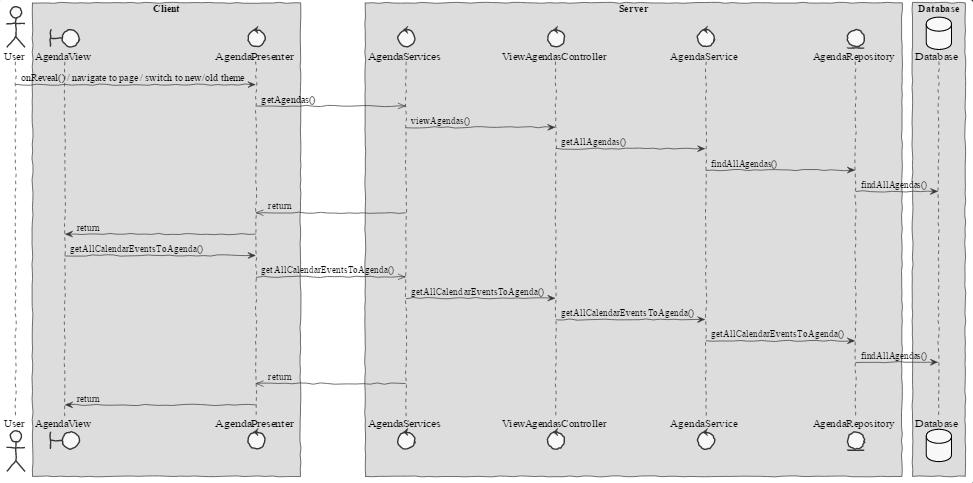 Client
Server
Database
User
AgendaView
AgendaPresenter
AgendaServices
ViewAgendasController
AgendaService
AgendaRepository
Database
onReveal() / navigate to page / switch to new/old theme
getAgendas()
viewAgendas()
getAllAgendas()
findAllAgendas()
findAllAgendas()
return
return
getAllCalendarEventsToAgenda()
getAllCalendarEventsToAgenda()
getAllCalendarEventsToAgenda()
getAllCalendarEventsToAgenda()
getAllCalendarEventsToAgenda()
findAllAgendas()
return
return
User
AgendaView
AgendaPresenter
AgendaServices
ViewAgendasController
AgendaService
AgendaRepository
Database